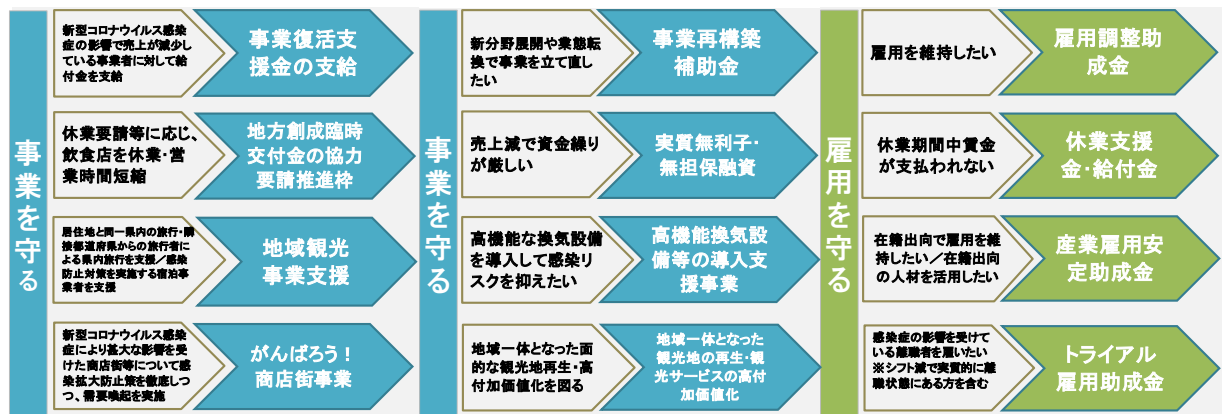 事業を守る
新型コロナウイルス感染
症の影響で売上が減少し
ている事業者に対して給
付金を支給
事業復活支
援金の支給
休業要請等に応じ、
飲食店を休業・営
業時間短縮
地方創成臨時
交付金の協力
要請推進枠
居住地と同一県内の旅行・隣
接都道府県からの旅行者に
よる県内旅行を支援／感染
防止対策を実施する宿泊事
業者を支援
地域観光
事業支援
新型コロナウイルス感染
症により甚大な影響を受
けた商店街等について感
染拡大防止策を徹底しつ
つ、需要喚起を実施
がんばろう！
商店街事業
事業を守る
新分野展開や業態転
換で事業を立て直し
たい
事業再構築
補助金
売上減で資金繰り
が厳しい
実質無利子・
無担保融資
高機能な換気設備
を導入して感染リ
スクを抑えたい
高機能換気設
備等の導入支
援事業
地域一体となった面
的な観光地再生・高
付加価値化を図る
地域一体となった
観光地の再生・観
光サービスの高付
加価値化
雇用を守る
雇用を維持したい
雇用調整助
成金
休業期間中賃金
が支払われない
休業支援
金・給付金
在籍出向で雇用を維
持したい／在籍出向
の人材を活用したい
産業雇用安
定助成金
感染症の影響を受けて
いる離職者を雇いたい
※シフト減で実質的に離
職状態にある方を含む
トライアル
雇用助成金